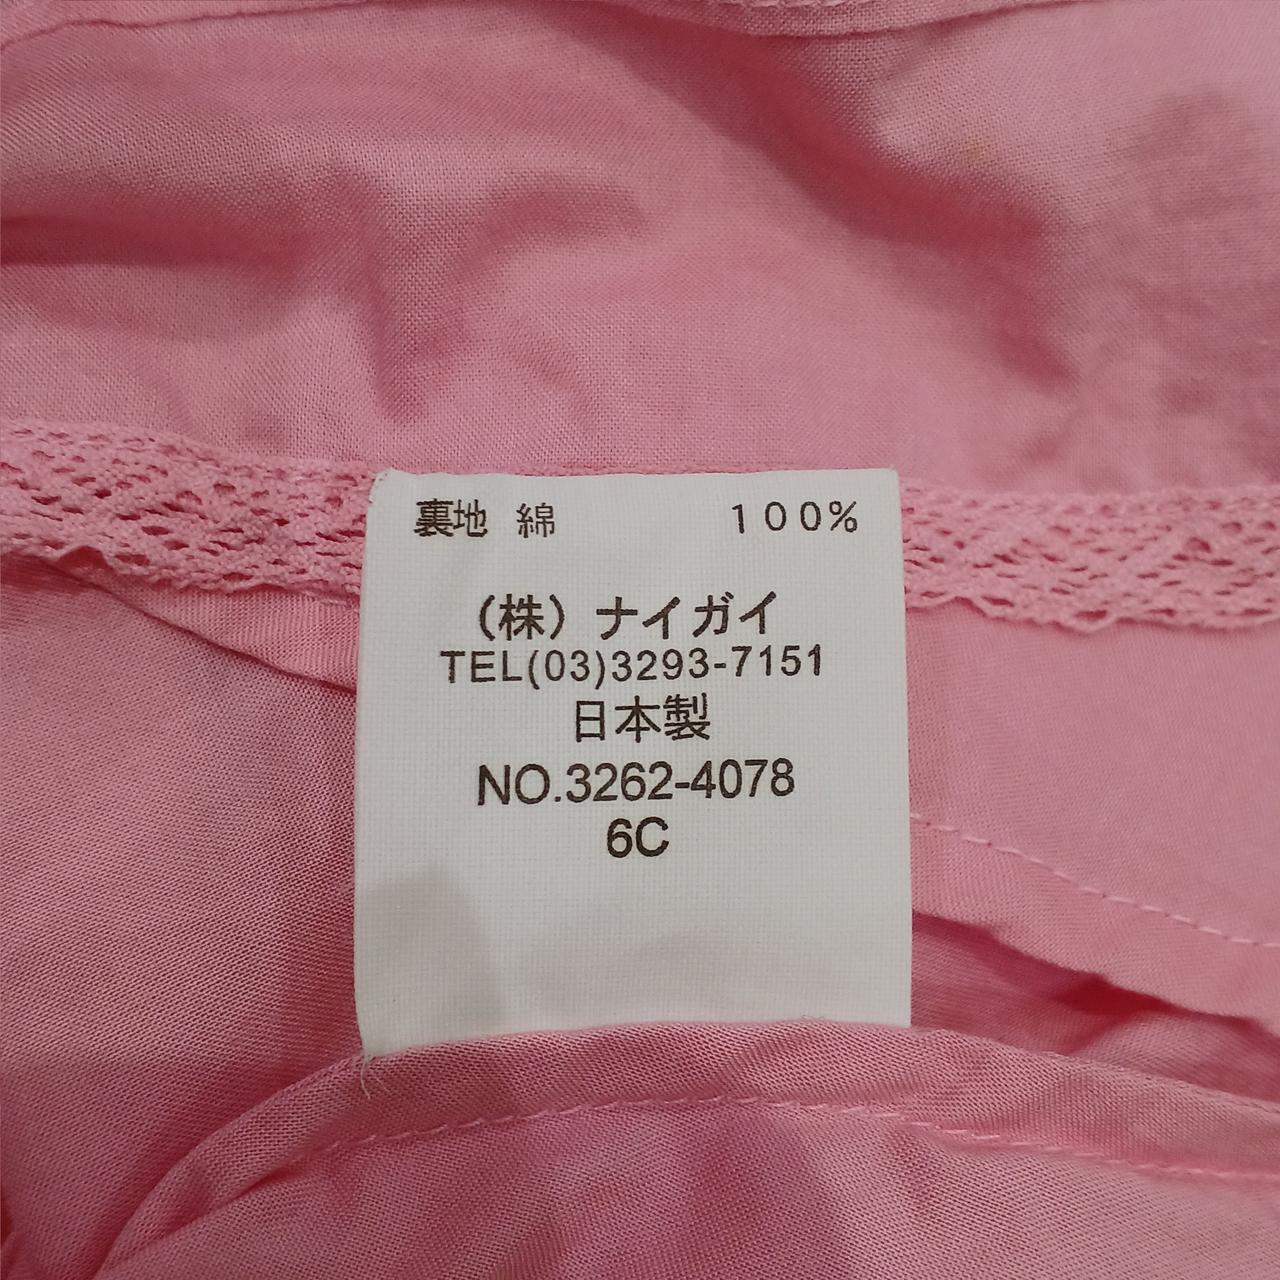 裏地 綿 100%
(株) ナイガイ
TEL(03)3293-7151
日本製
NO.3262-4078
6C